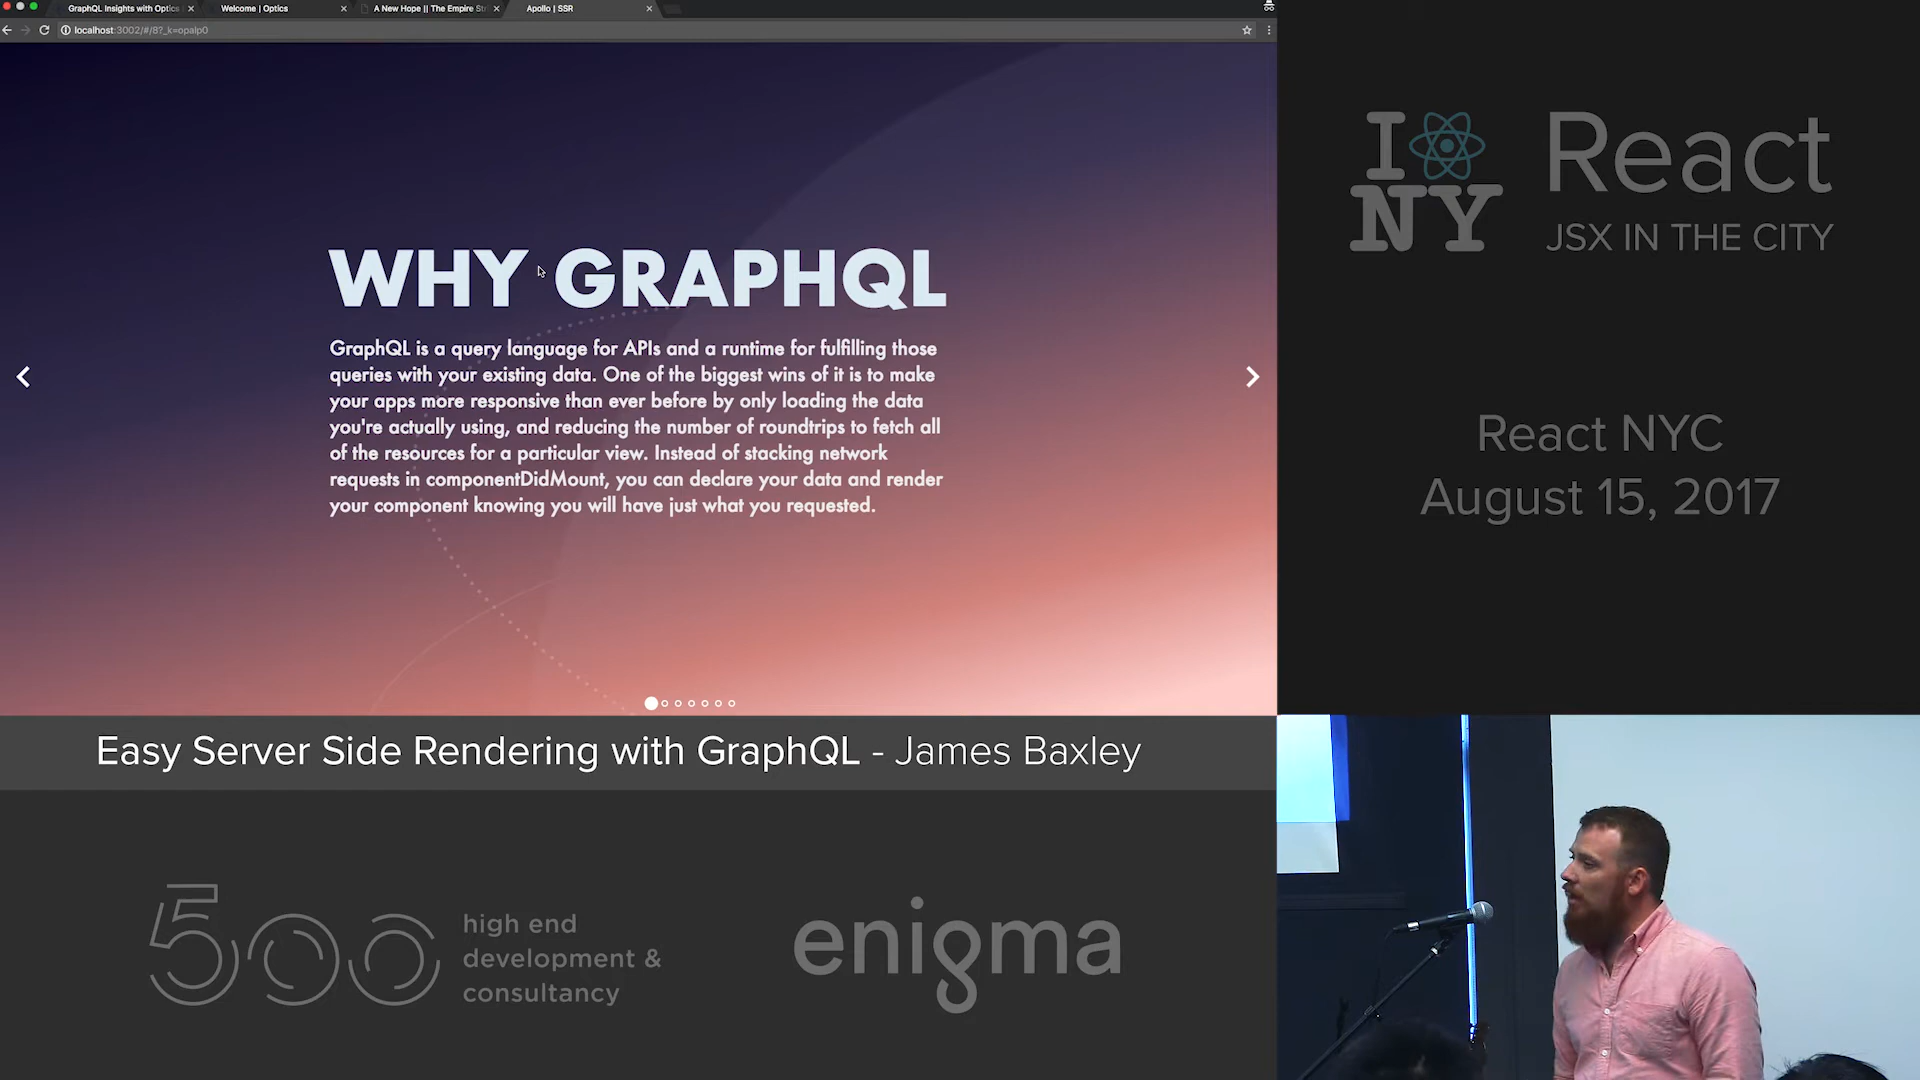 GraphQL Insights with Optics
Welcome | Optics
A New Hope || The Empire Str
Apollo | SSR
localhost:3002/#/8?_k=opalp0
WHY GRAPHQL
GraphQL is a query language for APIs and a runtime for fulfilling those
queries with your existing data. One of the biggest wins of it is to make
your apps more responsive than ever before by only loading the data
you're actually using, and reducing the number of roundtrips to fetch all
of the resources for a particular view. Instead of stacking network
requests in componentDidMount, you can declare your data and render
your component knowing you will have just what you requested.
I NY
React
JSX IN THE CITY
React NYC
August 15, 2017
Easy Server Side Rendering with GraphQL - James Baxley
500
high end
development &
consultancy
enigma